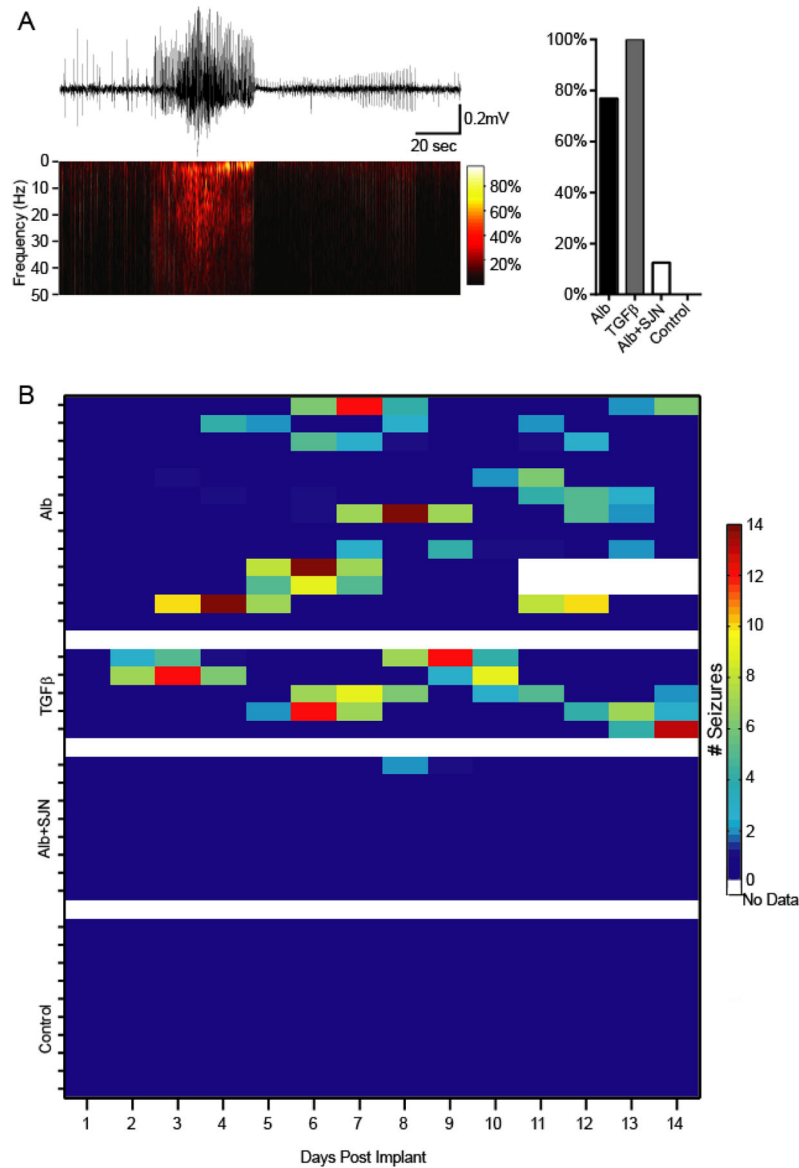 A
0.2mV
20 sec
Frequency (Hz)
0
10
20
30
40
50
80%
60%
40%
20%
100%
80%
60%
40%
20%
0%
Alb
TGFβ
Alb+SJN
Control
B
Alb
TGFβ
Alb+SJN
Control
1 2 3 4 5 6 7 8 9 10 11 12 13 14
Days Post Implant
14
12
10
8
6
4
2
0
No Data
# Seizures